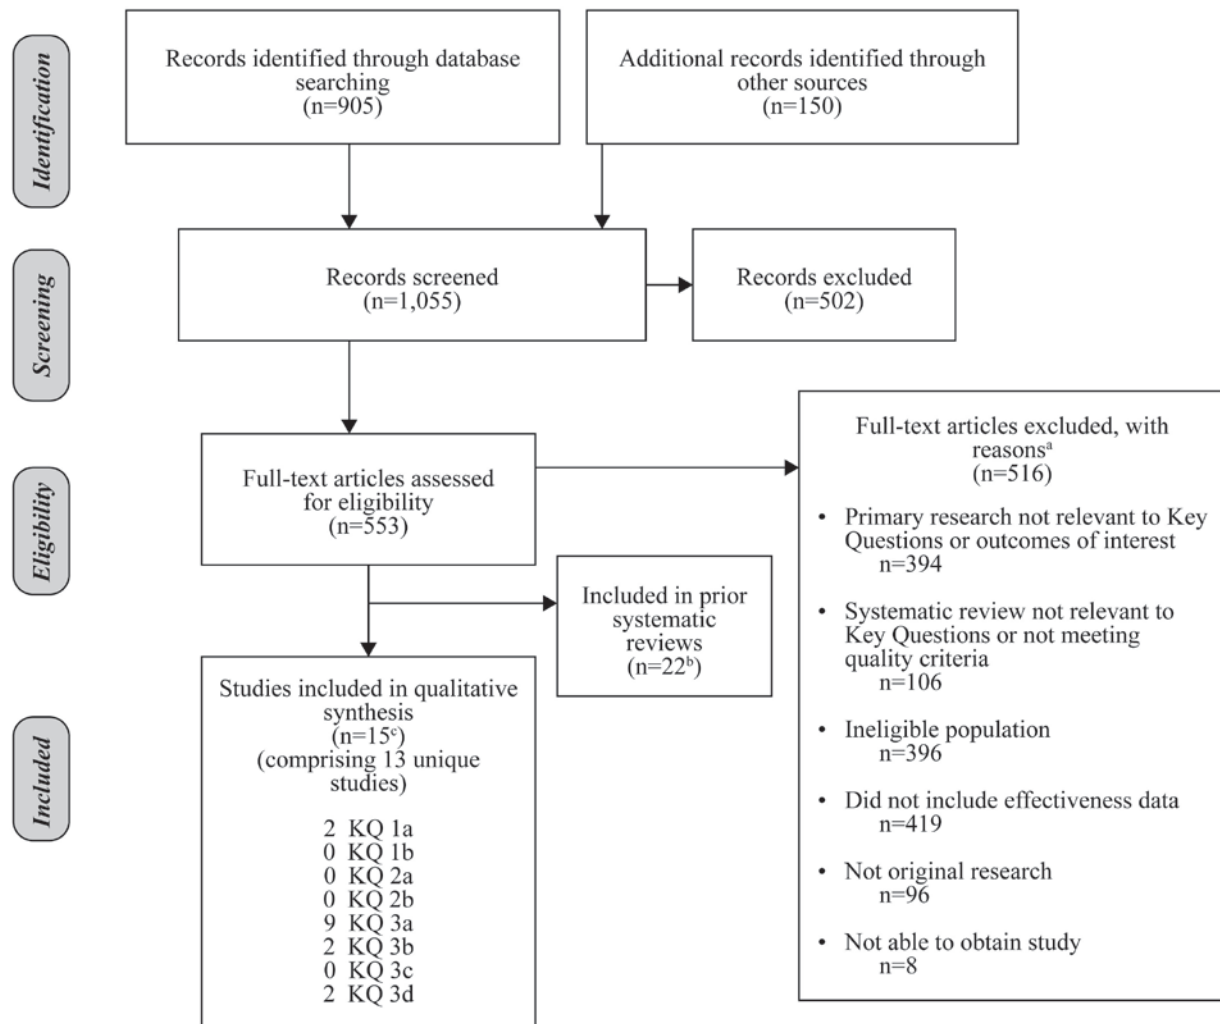 Identification
Records identified through database
searching
(n=905)
Additional records identified through
other sources
(n=150)
Screening
Records screened
(n=1,055)
Records excluded
(n=502)
Eligibility
Full-text articles assessed
for eligibility
(n=553)
Full-text articles excluded, with
reasonsᵃ
(n=516)
• Primary research not relevant to Key
Questions or outcomes of interest
n=394
• Systematic review not relevant to
Key Questions or not meeting
quality criteria
n=106
• Ineligible population
n=396
• Did not include effectiveness data
n=419
• Not original research
n=96
• Not able to obtain study
n=8
Included in prior
systematic
reviews
(n=22ᵇ)
Included
Studies included in qualitative
synthesis
(n=15ᶜ)
(comprising 13 unique
studies)
2 KQ 1a
0 KQ 1b
0 KQ 2a
0 KQ 2b
9 KQ 3a
2 KQ 3b
0 KQ 3c
2 KQ 3d